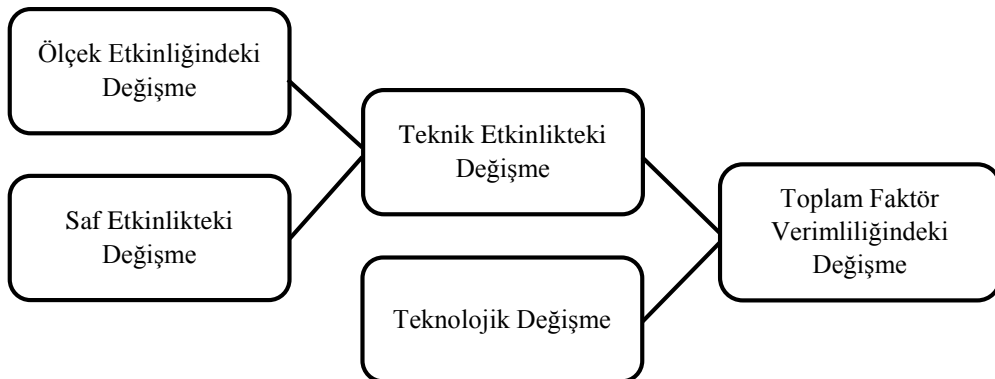 Ölçek Etkinliğindeki
Değişme
Saf Etkinlikteki
Değişme
Teknik Etkinlikteki
Değişme
Teknolojik Değişme
Toplam Faktör
Verimliliğindeki
Değişme